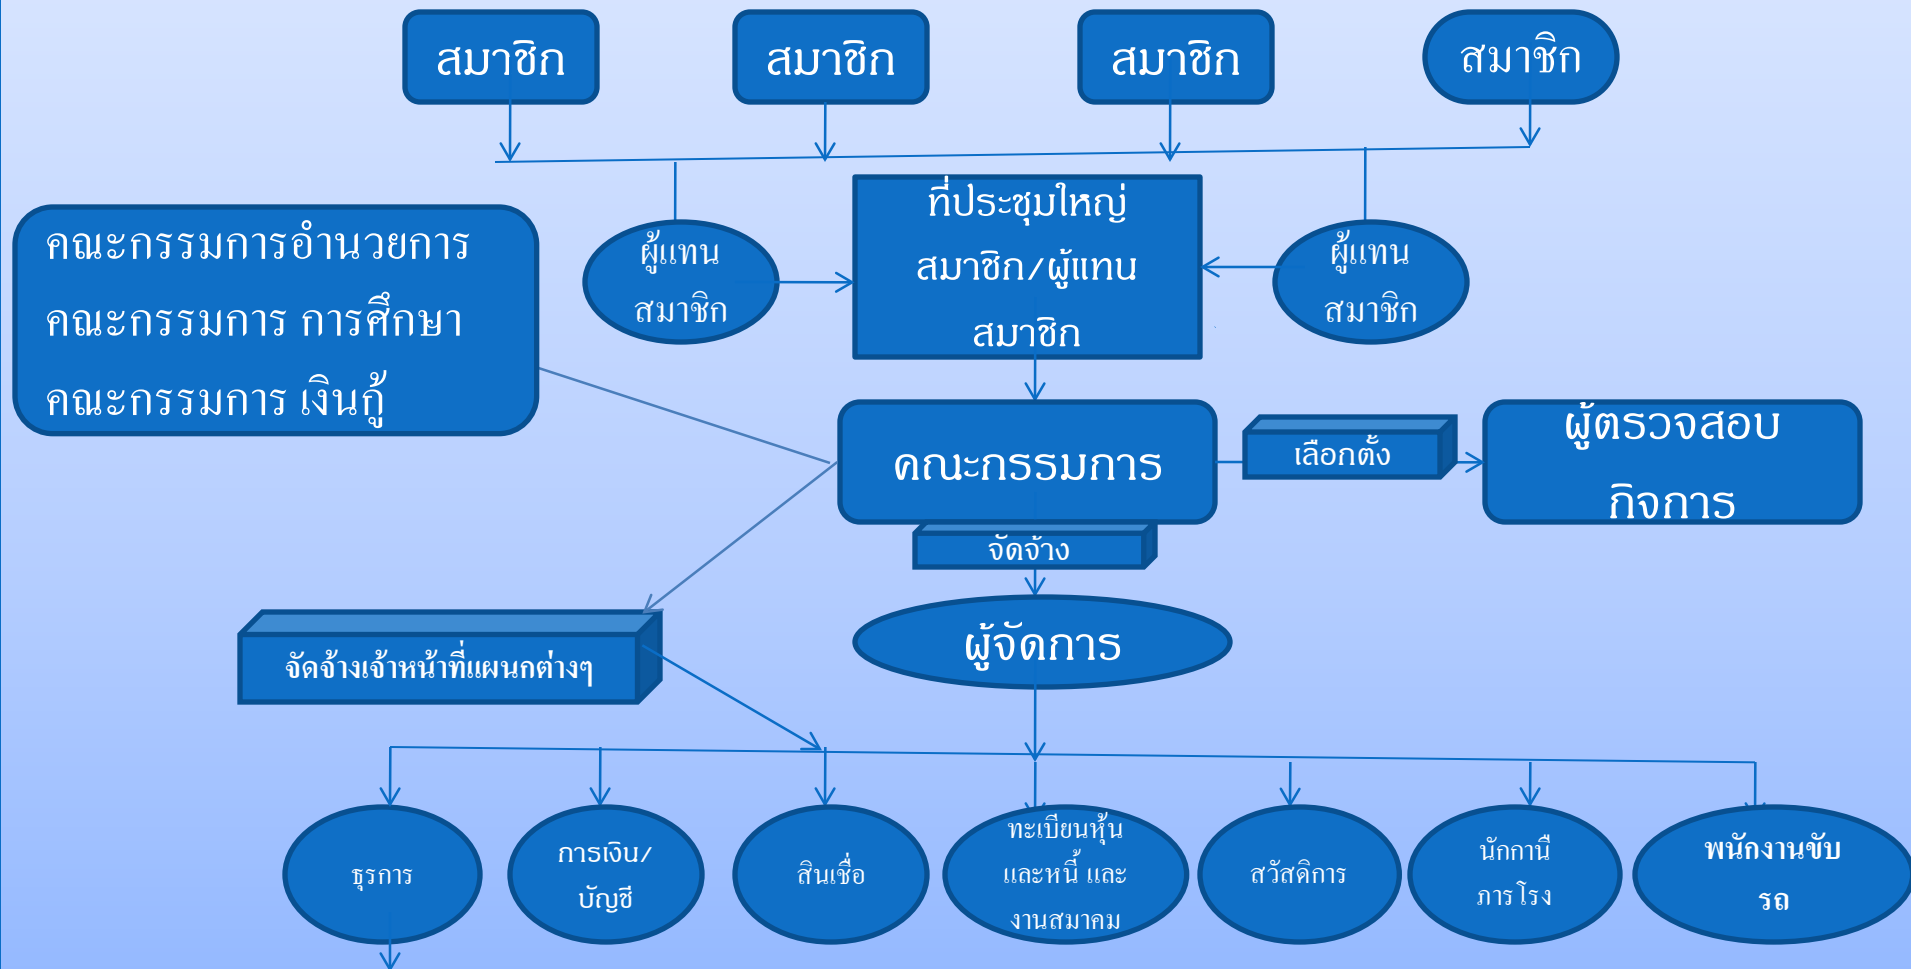 สมาชิก
สมาชิก
สมาชิก
สมาชิก
คณะกรรมการอำนวยการ
คณะกรรมการ การศึกษา
คณะกรรมการ เงินกู้
ผู้แทน
สมาชิก
ที่ประชุมใหญ่
สมาชิก/ผู้แทน
สมาชิก
ผู้แทน
สมาชิก
คณะกรรมการ
เลือกตั้ง
ผู้ตรวจสอบ
กิจการ
จัดจ้าง
ผู้จัดการ
จัดจ้างเจ้าหน้าที่แผนกต่างๆ
ธุรการ
การเงิน/
บัญชี
สินเชื่อ
ทะเบียนหุ้น
และหนี้ และ
งานสมาคม
สวัสดิการ
นักกานื
ภารโรง
พนักงานขับ
รถ